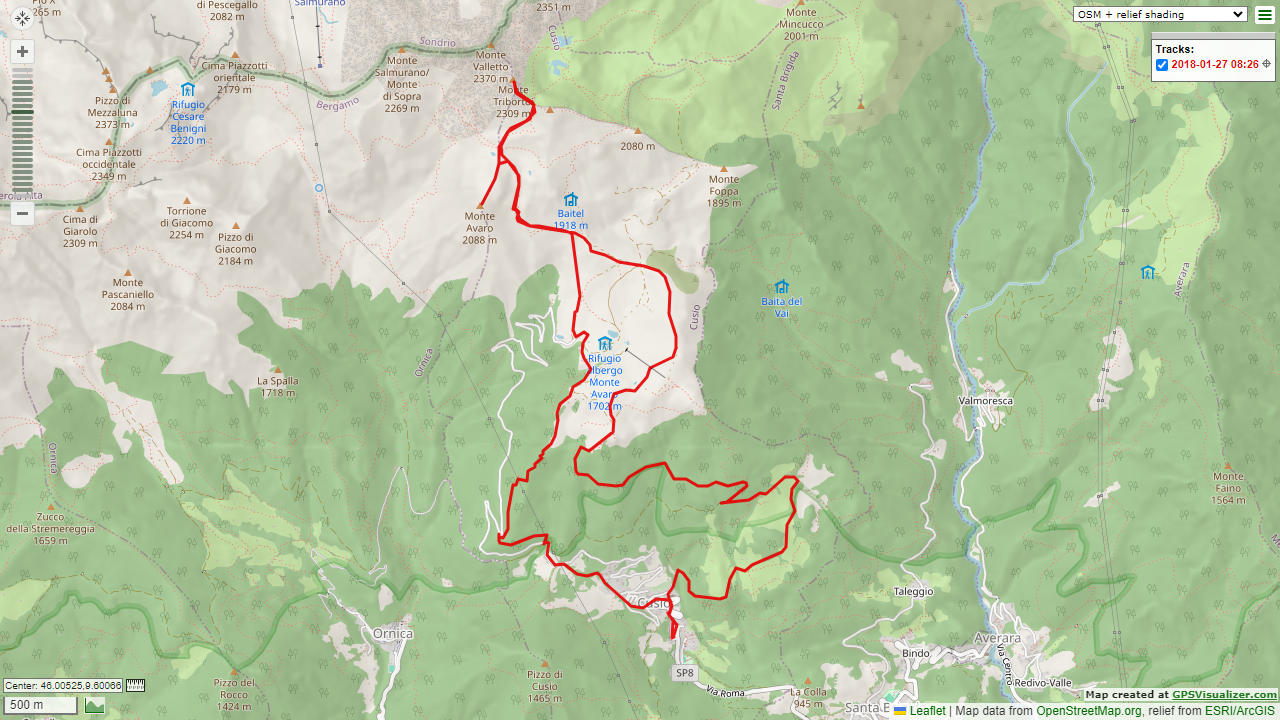 Pizzo
265 m
di Pescegallo
2082 m
Salmurano
2351 m
Cusio
Monte
Mincucco
2001 m
OSM + relief shading
Tracks:
2018-01-27 08:26
Sondrio
Monte
Valletto
2370 m
Monte
Salmurano/
Monte
di Sopra
2269 m
Cima Piazzotti
orientale
2179 m
Bergamo
Santa Brigida
Pizzo di
Mezzaluna
2373 m
Rifugio
Cesare
Benigni
2220 m
2309 m
Cima Piazzotti
occidentale
2349 m
2080 m
Monte
Foppa
1895 m
Cima di
Giarolo
2309 m
Torrione
di Giacomo
2254 m
Pizzo di
Giacomo
2184 m
Monte
Avaro
2088 m
Baitel
1918 m
Monte
Pascaniello
2084 m
Averara
Baita del
Vai
Cusio
Ornica
Rifugio
Albergo
Monte
Avaro
1702 m
La Spalla
1718 m
Valmoresca
Ornica
Monte
Faino
1564 m
Zucco
della Stremereggia
1659 m
Cusio
Taleggio
Ornica
Averara
Bindo
Via Centro
Redivo-Valle
SP8
Via Roma
Pizzo di
Cusio
1465 m
Pizzo del
Rocco
1424 m
La Colla
945 m
Santa B
Center: 46.00525,9.60066
500 m
Map created at GPSVisualizer.com
Leaflet | Map data from OpenStreetMap.org, relief from ESRI/ArcGIS